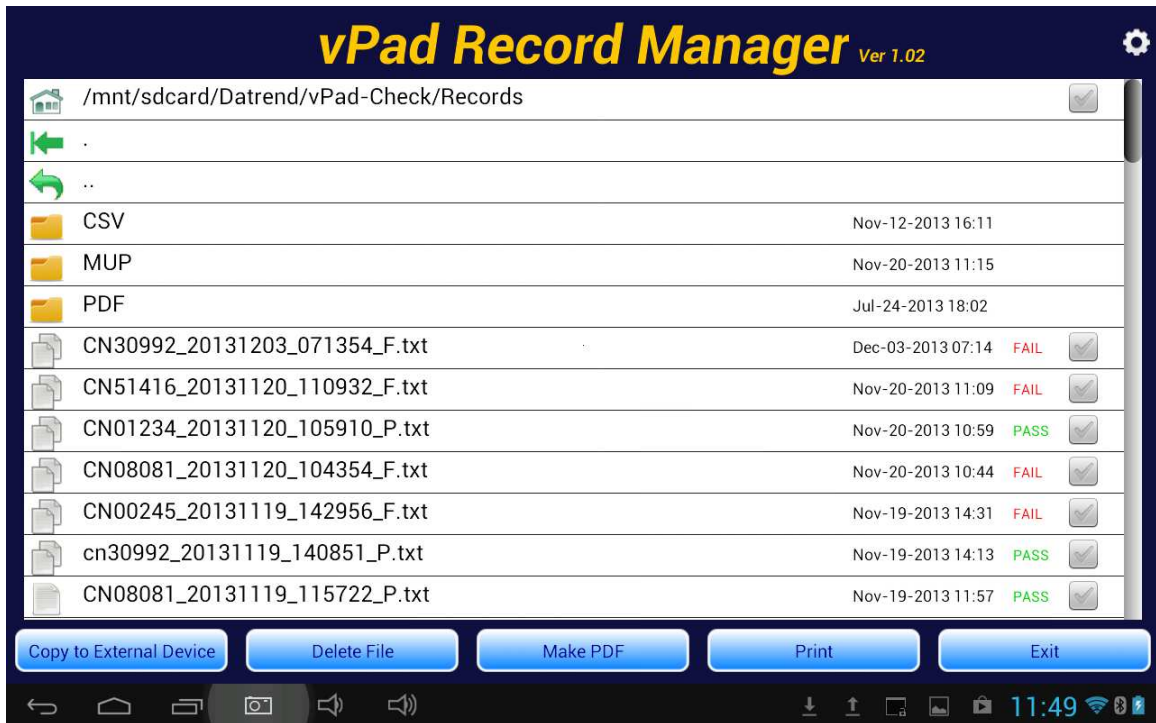 vPad Record Manager Ver 1.02
/mnt/sdcard/Datrend/vPad-Check/Records
.
..
CSV Nov-12-2013 16:11
MUP Nov-20-2013 11:15
PDF Jul-24-2013 18:02
CN30992_20131203_071354_F.txt Dec-03-2013 07:14 FAIL
CN51416_20131120_110932_F.txt Nov-20-2013 11:09 FAIL
CN01234_20131120_105910_P.txt Nov-20-2013 10:59 PASS
CN08081_20131120_104354_F.txt Nov-20-2013 10:44 FAIL
CN00245_20131119_142956_F.txt Nov-19-2013 14:31 FAIL
cn30992_20131119_140851_P.txt Nov-19-2013 14:13 PASS
CN08081_20131119_115722_P.txt Nov-19-2013 11:57 PASS
Copy to External Device Delete File Make PDF Print Exit
11:49